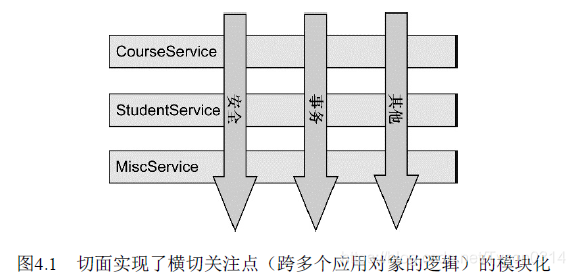 CourseService
StudentService
MiscService
安全
事务
其他
图4.1 切面实现了横切关注点（跨多个应用对象的逻辑）的模块化